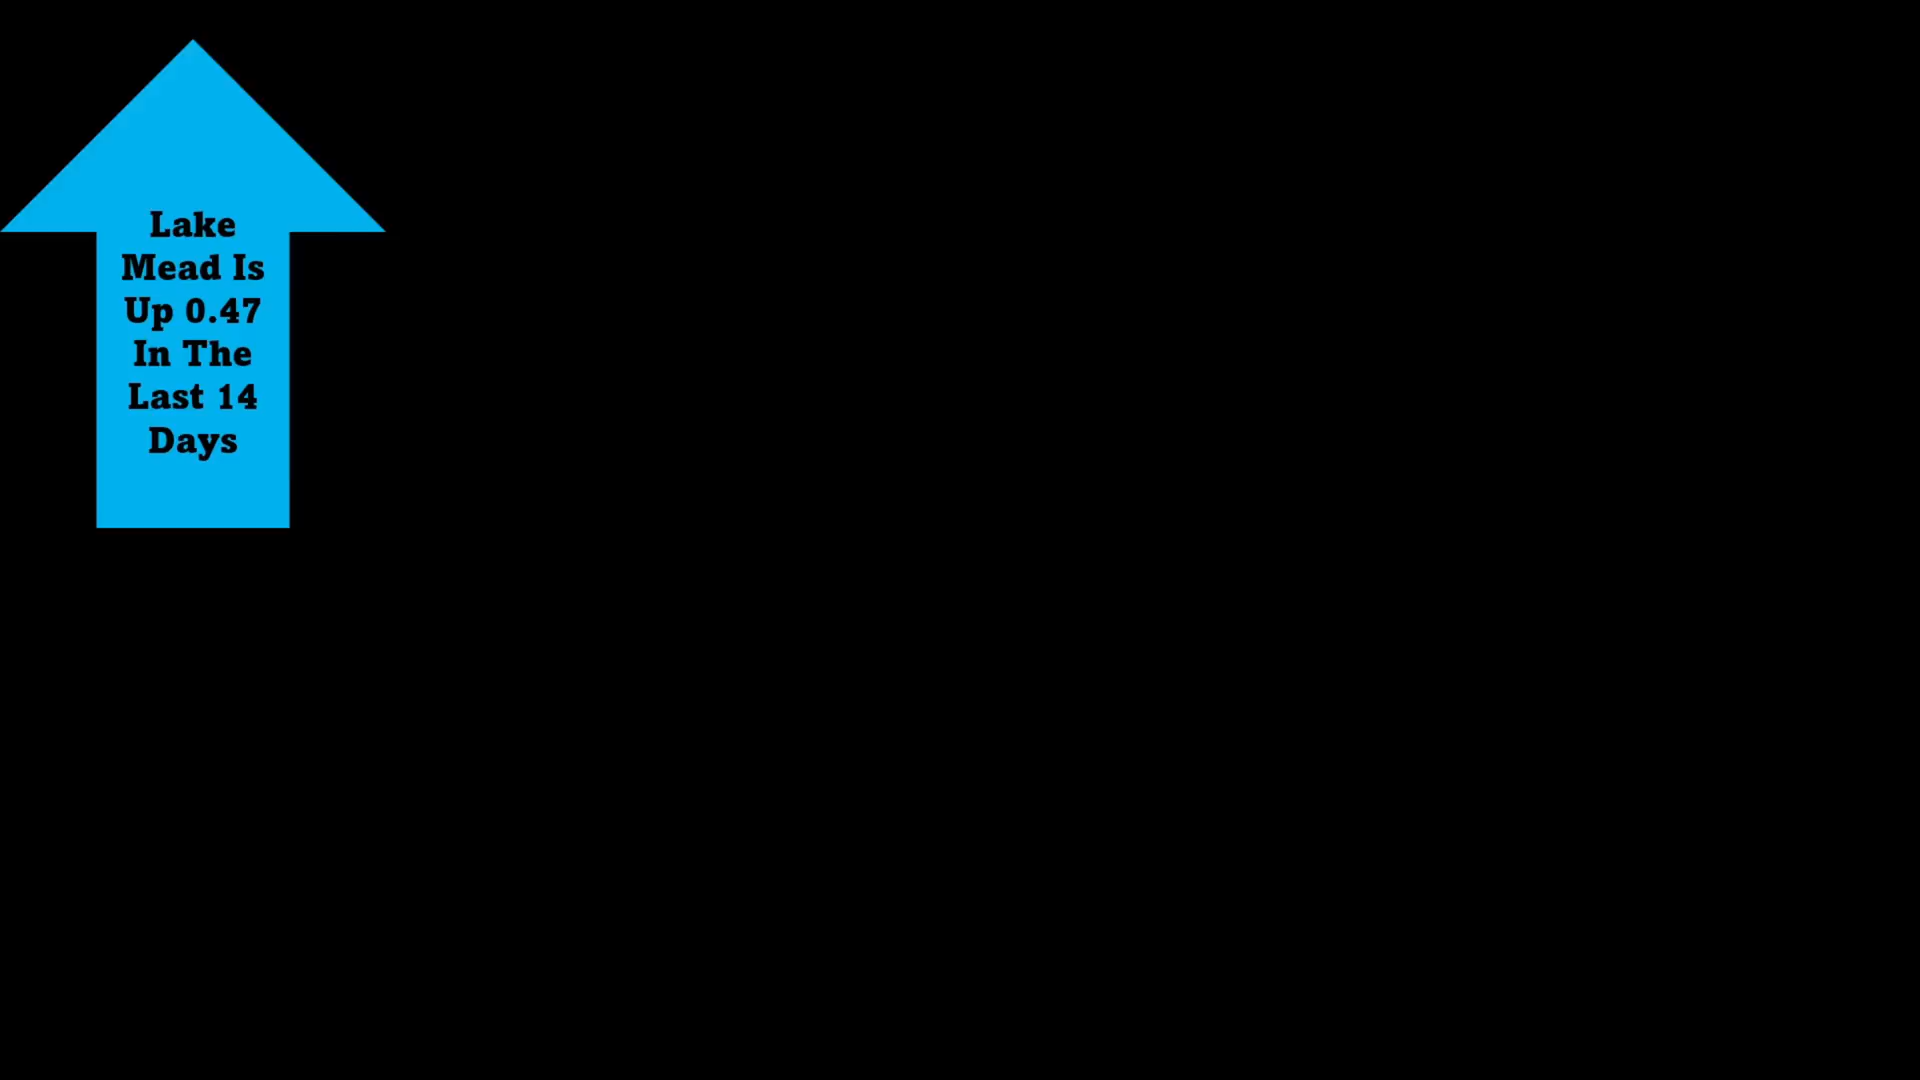 Lake
Mead Is
Up 0.47
In The
Last 14
Days